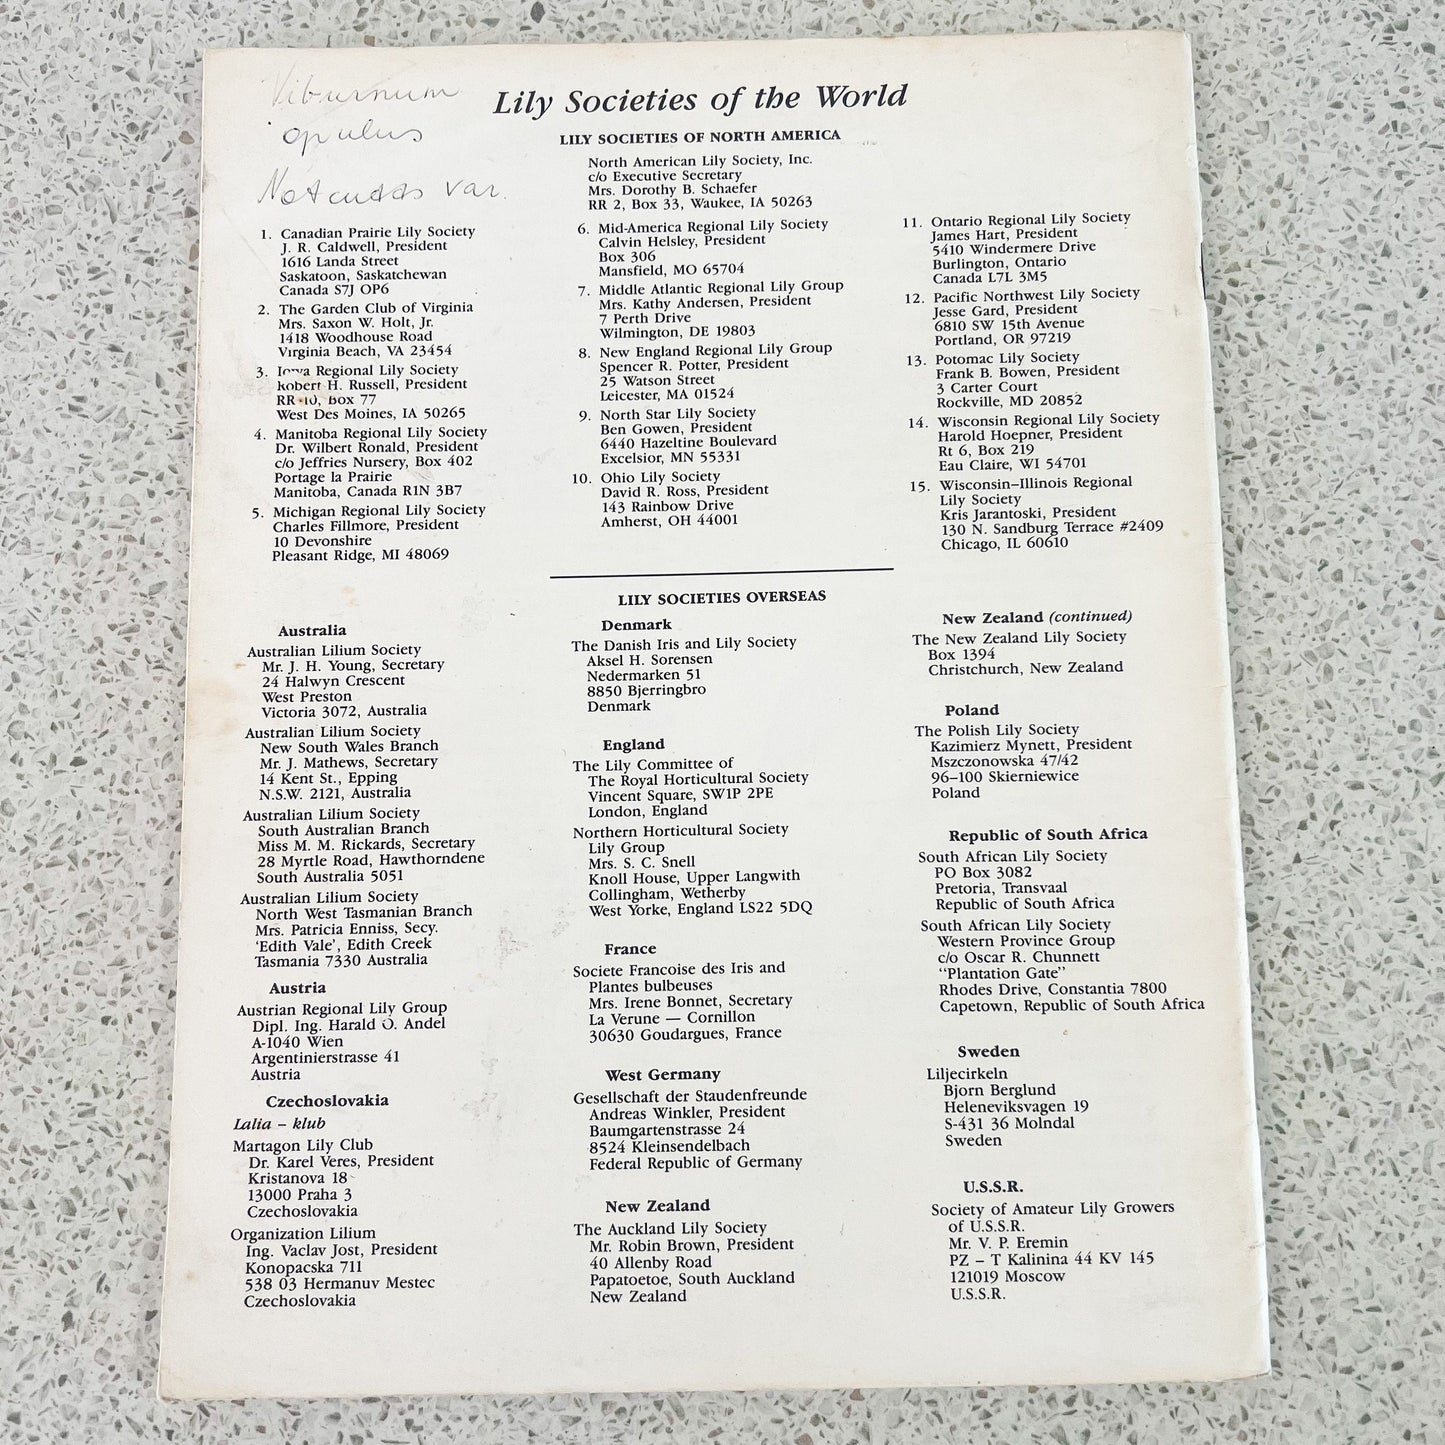 Viburnum
opulus
Notcutts var.
Lily Societies of the World
LILY SOCIETIES OF NORTH AMERICA
North American Lily Society, Inc.
c/o Executive Secretary
Mrs. Dorothy B. Schaefer
RR 2, Box 33, Waukee, IA 50263
1. Canadian Prairie Lily Society
J. R. Caldwell, President
1616 Landa Street
Saskatoon, Saskatchewan
Canada S7J OP6
2. The Garden Club of Virginia
Mrs. Saxon W. Holt, Jr.
1418 Woodhouse Road
Virginia Beach, VA 23454
3. Iowa Regional Lily Society
Robert H. Russell, President
RR 10, Box 77
West Des Moines, IA 50265
4. Manitoba Regional Lily Society
Dr. Wilbert Ronald, President
c/o Jeffries Nursery, Box 402
Portage la Prairie
Manitoba, Canada R1N 3B7
5. Michigan Regional Lily Society
Charles Fillmore, President
10 Devonshire
Pleasant Ridge, MI 48069
6. Mid-America Regional Lily Society
Calvin Helsley, President
Box 306
Mansfield, MO 65704
7. Middle Atlantic Regional Lily Group
Mrs. Kathy Andersen, President
7 Perth Drive
Wilmington, DE 19803
8. New England Regional Lily Group
Spencer R. Potter, President
25 Watson Street
Leicester, MA 01524
9. North Star Lily Society
Ben Gowen, President
6440 Hazeltine Boulevard
Excelsior, MN 55331
10. Ohio Lily Society
David R. Ross, President
143 Rainbow Drive
Amherst, OH 44001
11. Ontario Regional Lily Society
James Hart, President
5410 Windermere Drive
Burlington, Ontario
Canada L7L 3M5
12. Pacific Northwest Lily Society
Jesse Gard, President
6810 SW 15th Avenue
Portland, OR 97219
13. Potomac Lily Society
Frank B. Bowen, President
3 Carter Court
Rockville, MD 20852
14. Wisconsin Regional Lily Society
Harold Hoepner, President
Rt 6, Box 219
Eau Claire, WI 54701
15. Wisconsin–Illinois Regional
Lily Society
Kris Jarantoski, President
130 N. Sandburg Terrace #2409
Chicago, IL 60610
LILY SOCIETIES OVERSEAS
Australia
Australian Lilium Society
Mr. J. H. Young, Secretary
24 Halwyn Crescent
West Preston
Victoria 3072, Australia
Australian Lilium Society
New South Wales Branch
Mr. J. Mathews, Secretary
14 Kent St., Epping
N.S.W. 2121, Australia
Australian Lilium Society
South Australian Branch
Miss M. M. Rickards, Secretary
28 Myrtle Road, Hawthorndene
South Australia 5051
Australian Lilium Society
North West Tasmanian Branch
Mrs. Patricia Enniss, Secy.
'Edith Vale', Edith Creek
Tasmania 7330 Australia
Austria
Austrian Regional Lily Group
Dipl. Ing. Harald O. Andel
A-1040 Wien
Argentinierstrasse 41
Austria
Czechoslovakia
Lalia – klub
Martagon Lily Club
Dr. Karel Veres, President
Kristanova 18
13000 Praha 3
Czechoslovakia
Organization Lilium
Ing. Vaclav Jost, President
Konopacska 711
538 03 Hermanuv Mestec
Czechoslovakia
Denmark
The Danish Iris and Lily Society
Aksel H. Sorensen
Nedermarken 51
8850 Bjerringbro
Denmark
England
The Lily Committee of
The Royal Horticultural Society
Vincent Square, SW1P 2PE
London, England
Northern Horticultural Society
Lily Group
Mrs. S. C. Snell
Knoll House, Upper Langwith
Collingham, Wetherby
West Yorke, England LS22 5DQ
France
Societe Francoise des Iris and
Plantes bulbeuses
Mrs. Irene Bonnet, Secretary
La Verune — Cornillon
30630 Goudargues, France
West Germany
Gesellschaft der Staudenfreunde
Andreas Winkler, President
Baumgartenstrasse 24
8524 Kleinsendelbach
Federal Republic of Germany
New Zealand
The Auckland Lily Society
Mr. Robin Brown, President
40 Allenby Road
Papatoetoe, South Auckland
New Zealand
New Zealand (continued)
The New Zealand Lily Society
Box 1394
Christchurch, New Zealand
Poland
The Polish Lily Society
Kazimierz Mynett, President
Mszczonowska 47/42
96–100 Skierniewice
Poland
Republic of South Africa
South African Lily Society
PO Box 3082
Pretoria, Transvaal
Republic of South Africa
South African Lily Society
Western Province Group
c/o Oscar R. Chunnett
"Plantation Gate"
Rhodes Drive, Constantia 7800
Capetown, Republic of South Africa
Sweden
Liljecirkeln
Bjorn Berglund
Heleneviksvagen 19
S-431 36 Molndal
Sweden
U.S.S.R.
Society of Amateur Lily Growers
of U.S.S.R.
Mr. V. P. Eremin
PZ – T Kalinina 44 KV 145
121019 Moscow
U.S.S.R.